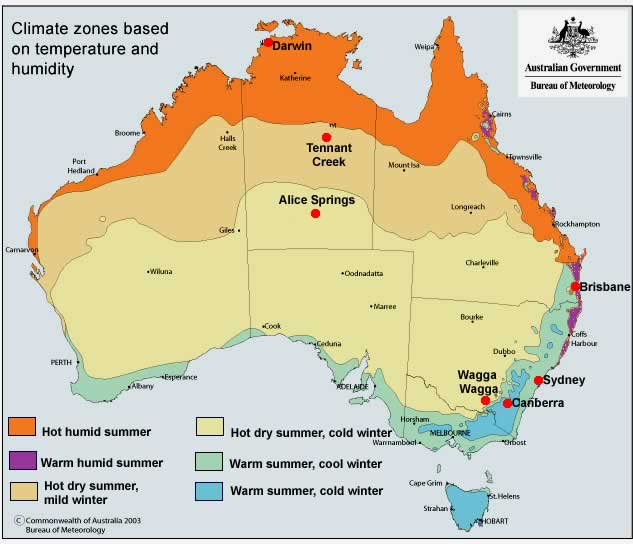 Climate zones based
on temperature and
humidity
Australian Government
Bureau of Meteorology
Darwin
Weipa
Katherine
Cairns
Broome
Halls
Creek
Tennant
Creek
Townsville
Port
Hedland
Mount Isa
Alice Springs
Longreach
Rockhampton
Giles
Carnarvon
Charleville
Wiluna
Oodnadatta
Brisbane
Marree
Bourke
Cook
Coffs
Harbour
Ceduna
Dubbo
PERTH
Wagga
Wagga
Sydney
Esperance
Albany
ADELAIDE
Canberra
Horsham
MELBOURNE
Warrnambool
Orbost
Hot humid summer
Hot dry summer, cold winter
Warm humid summer
Warm summer, cool winter
Hot dry summer,
mild winter
Warm summer, cold winter
Cape Grim
St.Helens
Strahan
HOBART
© Commonwealth of Australia 2003
Bureau of Meteorology